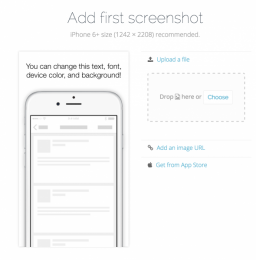 Add first screenshot
iPhone 6+ size (1242 × 2208) recommended.
You can change this text, font,
device color, and background!
Upload a file
Drop here or Choose
Add an image URL
Get from App Store